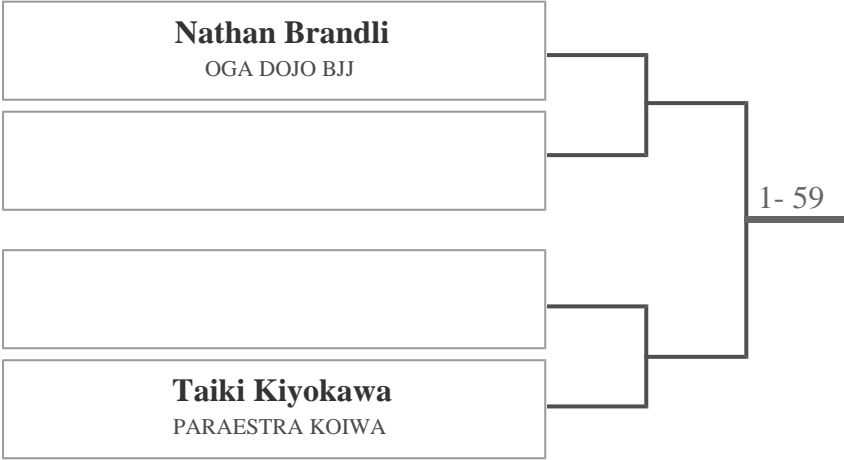 Nathan Brandli
OGA DOJO BJJ
1- 59
Taiki Kiyokawa
PARAESTRA KOIWA